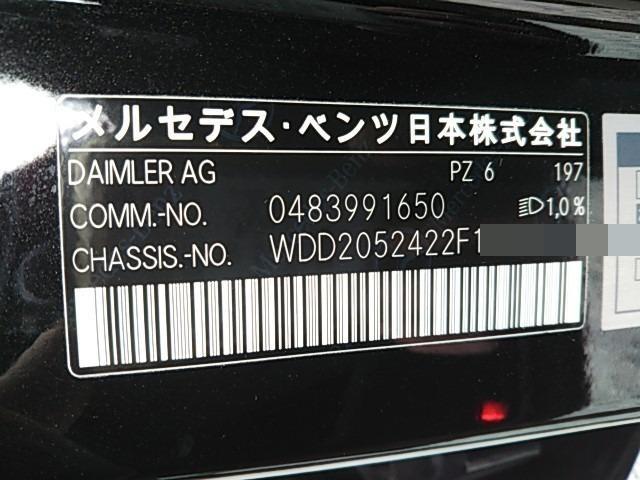 メルセデス・ベンツ日本株式会社
DAIMLER AG PZ 6 197
COMM.-NO. 0483991650 1,0%
CHASSIS.-NO. WDD2052422F1